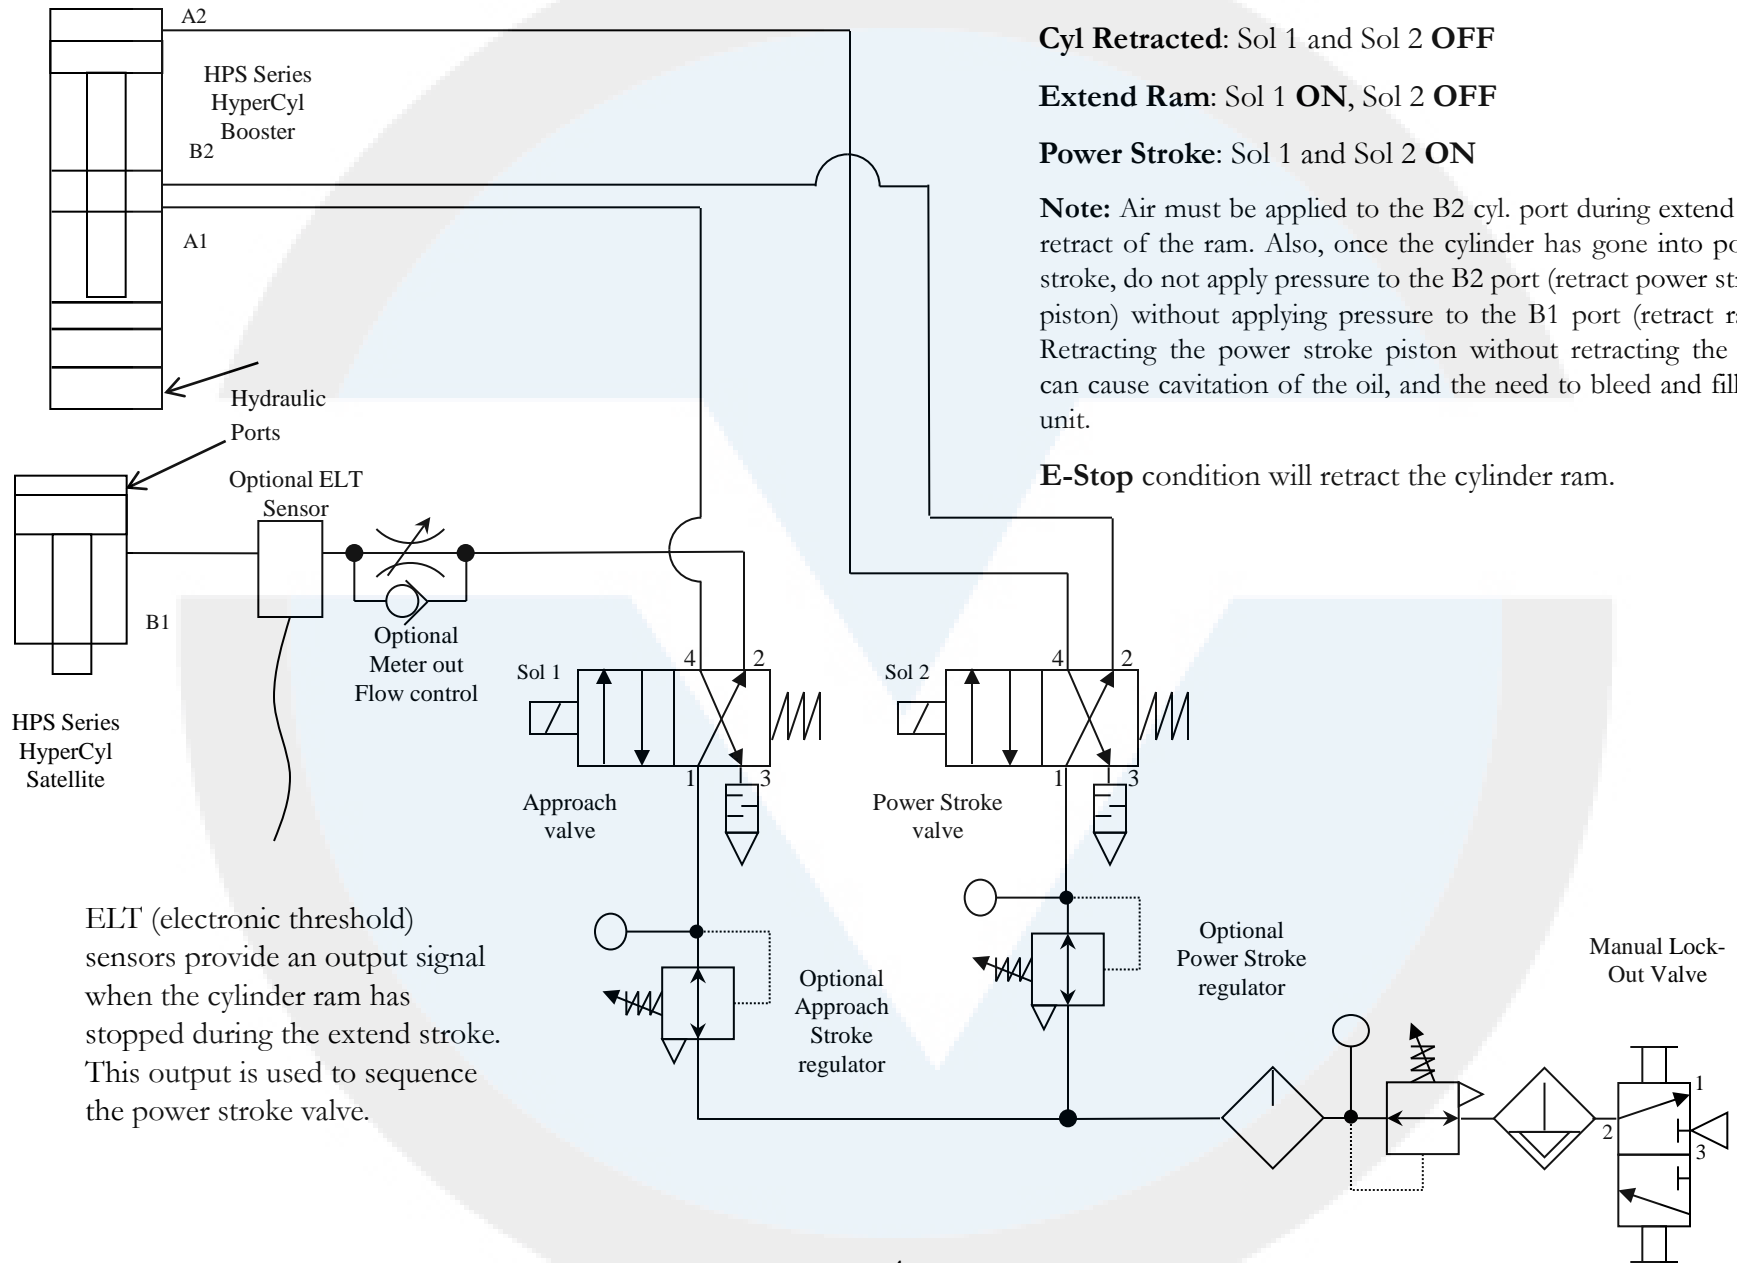 A2
HPS Series
HyperCyl
Booster
B2
A1
Hydraulic
Ports
Optional ELT
Sensor
B1
Optional
Meter out
Flow control
HPS Series
HyperCyl
Satellite
Cyl Retracted: Sol 1 and Sol 2 OFF
Extend Ram: Sol 1 ON, Sol 2 OFF
Power Stroke: Sol 1 and Sol 2 ON
Note: Air must be applied to the B2 cyl. port during extend
retract of the ram. Also, once the cylinder has gone into
stroke, do not apply pressure to the B2 port (retract power
piston) without applying pressure to the B1 port (retract
Retracting the power stroke piston without retracting the
can cause cavitation of the oil, and the need to bleed and fill
unit.
E-Stop condition will retract the cylinder ram.
Sol 1
4
2
1
3
Approach
valve
Sol 2
4
2
1
3
Power Stroke
valve
ELT (electronic threshold)
sensors provide an output signal
when the cylinder ram has
stopped during the extend stroke.
This output is used to sequence
the power stroke valve.
Optional
Approach
Stroke
regulator
Optional
Power Stroke
regulator
Manual Lock-
Out Valve
1
2
3